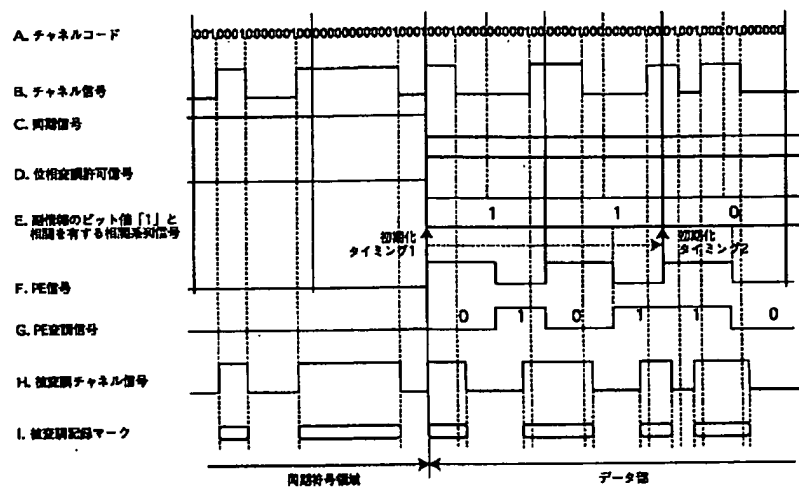 A. チャネルコード
B. チャネル信号
C. 同期信号
D. 位相変調許可信号
E. 副情報のビット値「1」と
相関を有する相関系列信号
1 1 0
初期化
タイミング1
初期化
タイミング2
F. PE信号
G. PE変調信号
0 1 0 1 1 0
H. 被変調チャネル信号
I. 被変調記録マーク
同期符号領域
データ部